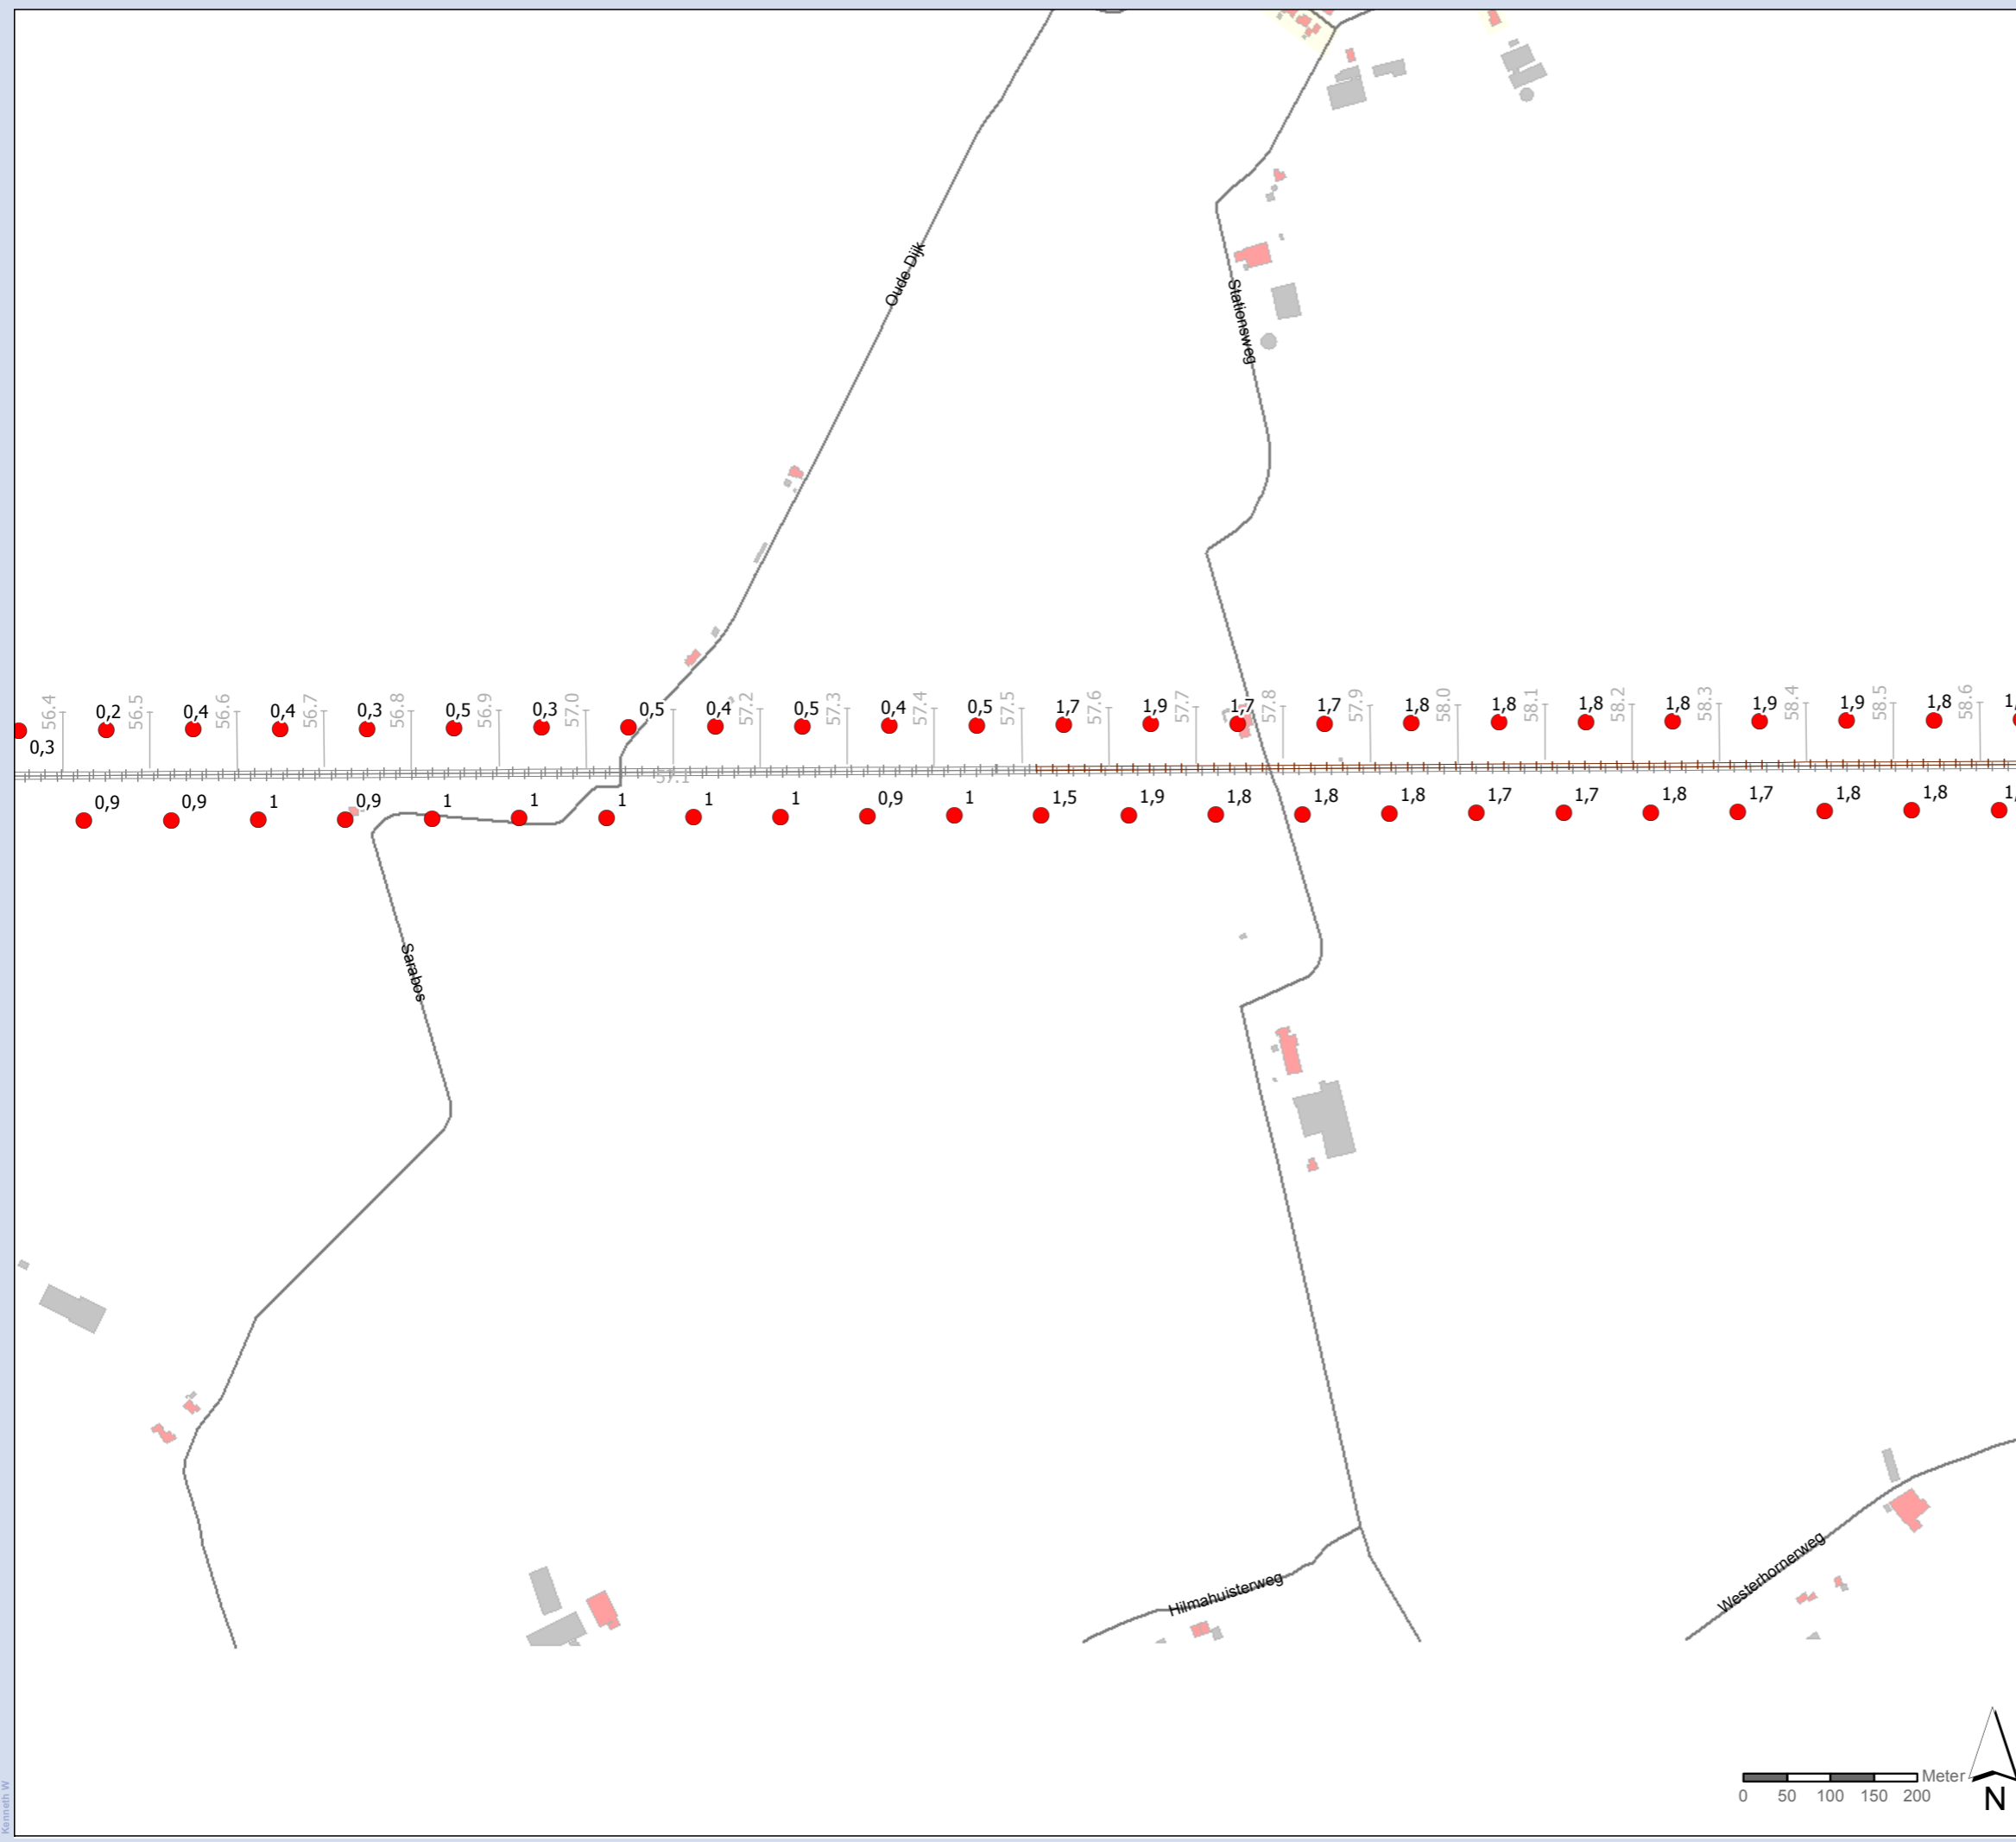 Oude Dijk
Stationsweg
56.4
56.5
56.6
56.7
56.8
56.9
57.0
57.2
57.3
57.4
57.5
57.6
57.7
57.8
57.9
58.0
58.1
58.2
58.3
58.4
58.5
58.6
0,2 0,4 0,4 0,3 0,5 0,3 0,5 0,4 0,5 0,4 0,5 1,7 1,9 1,7 1,7 1,8 1,8 1,8 1,8 1,9 1,9 1,8 1,
0,3
57.1
0,9 0,9 1 0,9 1 1 1 1 1 0,9 1 1,5 1,9 1,8 1,8 1,8 1,7 1,7 1,8 1,7 1,8 1,8 1,
Sarabos
Hilmahuisterweg
Westerhornerweg
Meter
0 50 100 150 200
N
Kenneth W